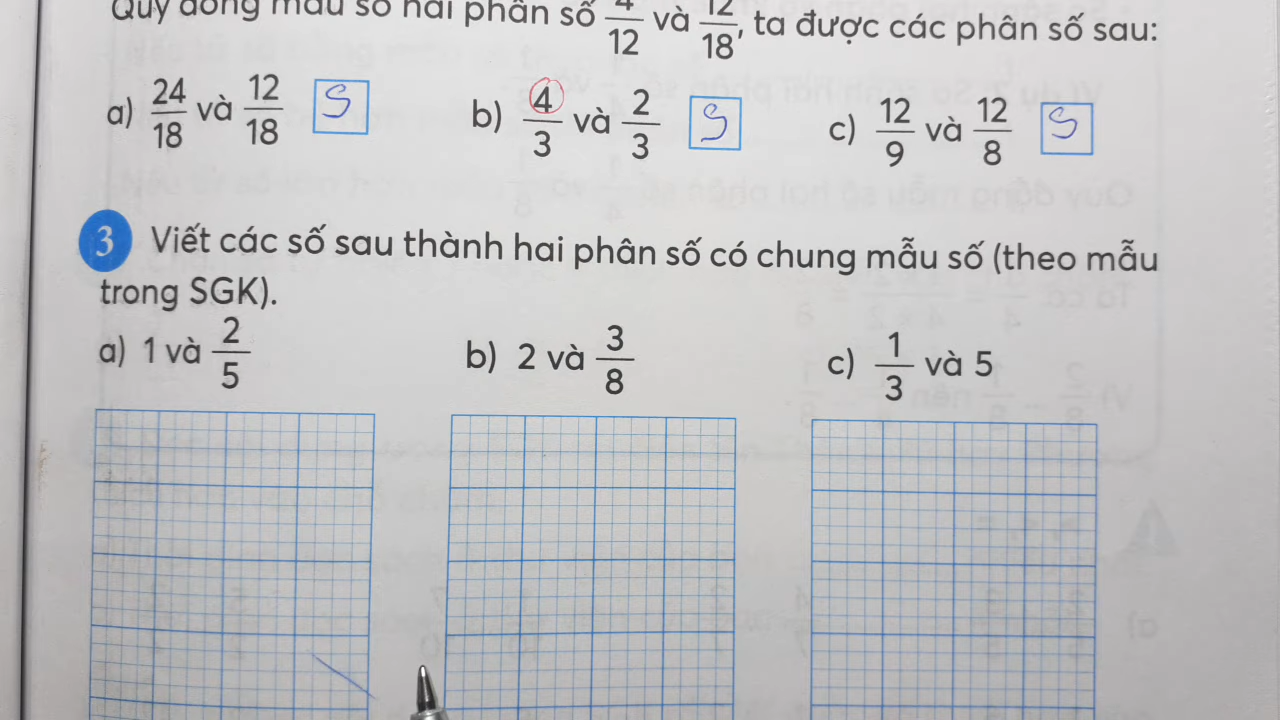 Quy đồng mẫu số hai phân số 4/12 và 12/18, ta được các phân số sau:
a) 24/18 và 12/18 S b) 4/3 và 2/3 S c) 12/9 và 12/8 S
3 Viết các số sau thành hai phân số có chung mẫu số (theo mẫu
trong SGK).
a) 1 và 2/5 b) 2 và 3/8 c) 1/3 và 5